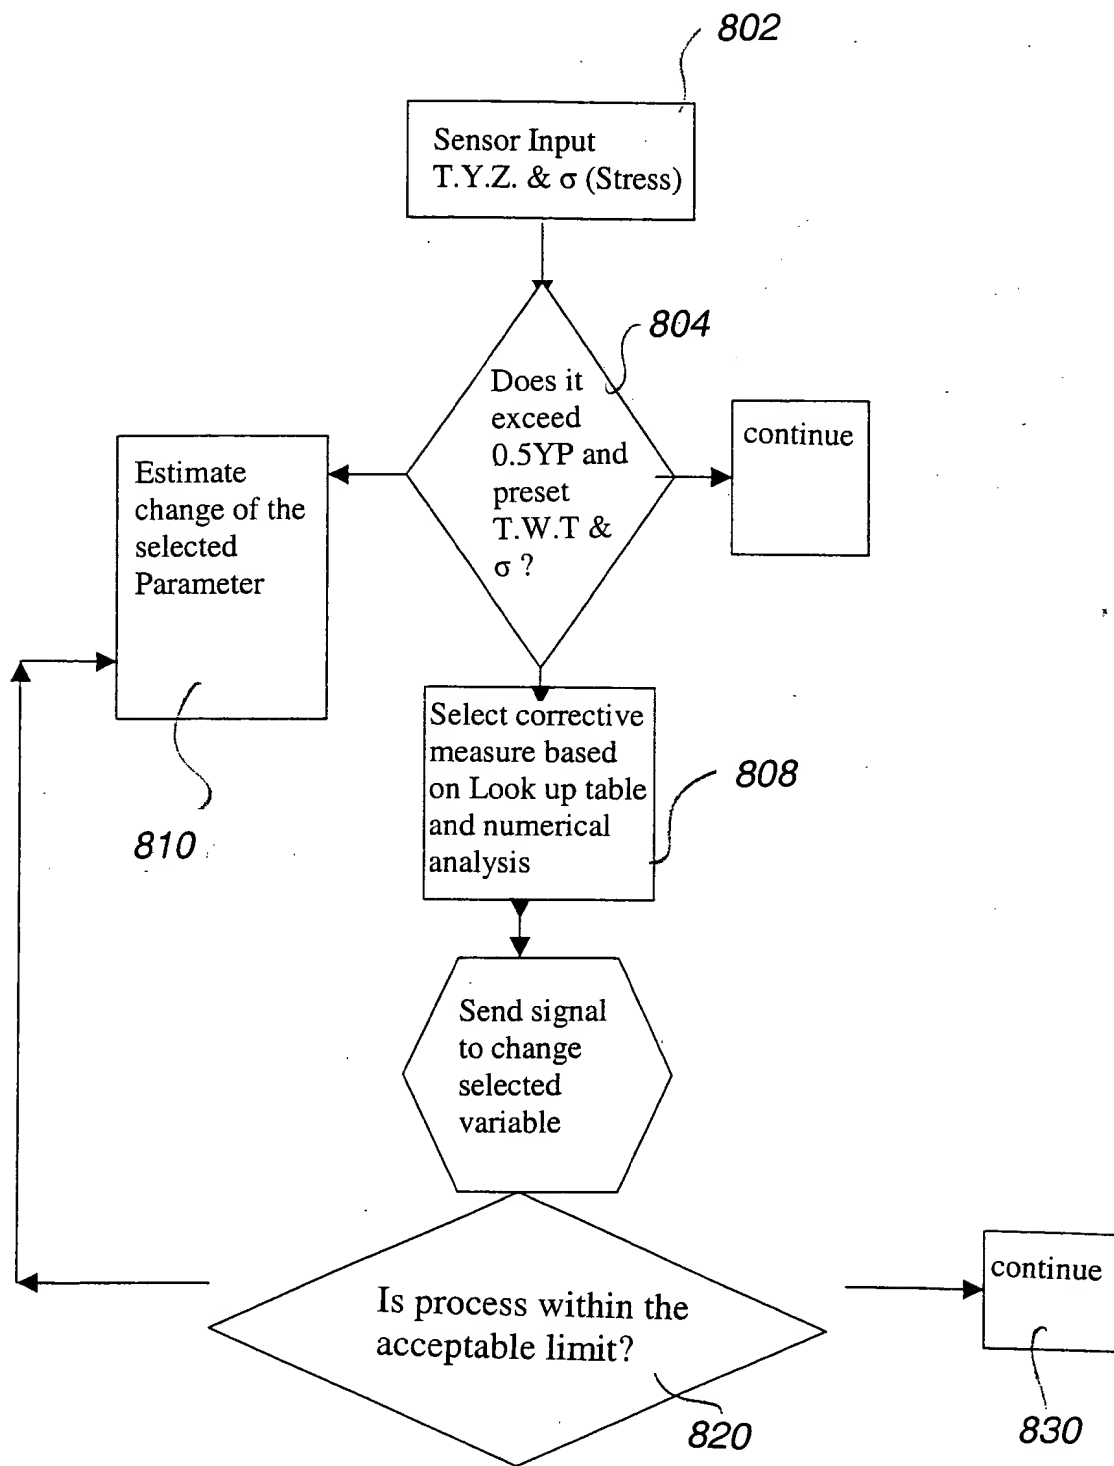 802
Sensor Input
T.Y.Z. & σ (Stress)
804
Does it
exceed
0.5YP and
preset
T.W.T &
σ ?
continue
Estimate
change of the
selected
Parameter
810
Select corrective
measure based
on Look up table
and numerical
analysis
808
Send signal
to change
selected
variable
Is process within the
acceptable limit?
820
continue
830